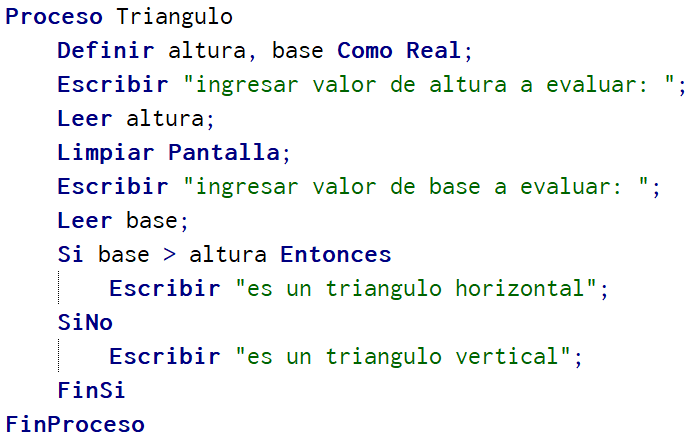 Proceso Triangulo
Definir altura, base Como Real;
Escribir "ingresar valor de altura a evaluar: ";
Leer altura;
Limpiar Pantalla;
Escribir "ingresar valor de base a evaluar: ";
Leer base;
Si base > altura Entonces
Escribir "es un triangulo horizontal";
SiNo
Escribir "es un triangulo vertical";
FinSi
FinProceso